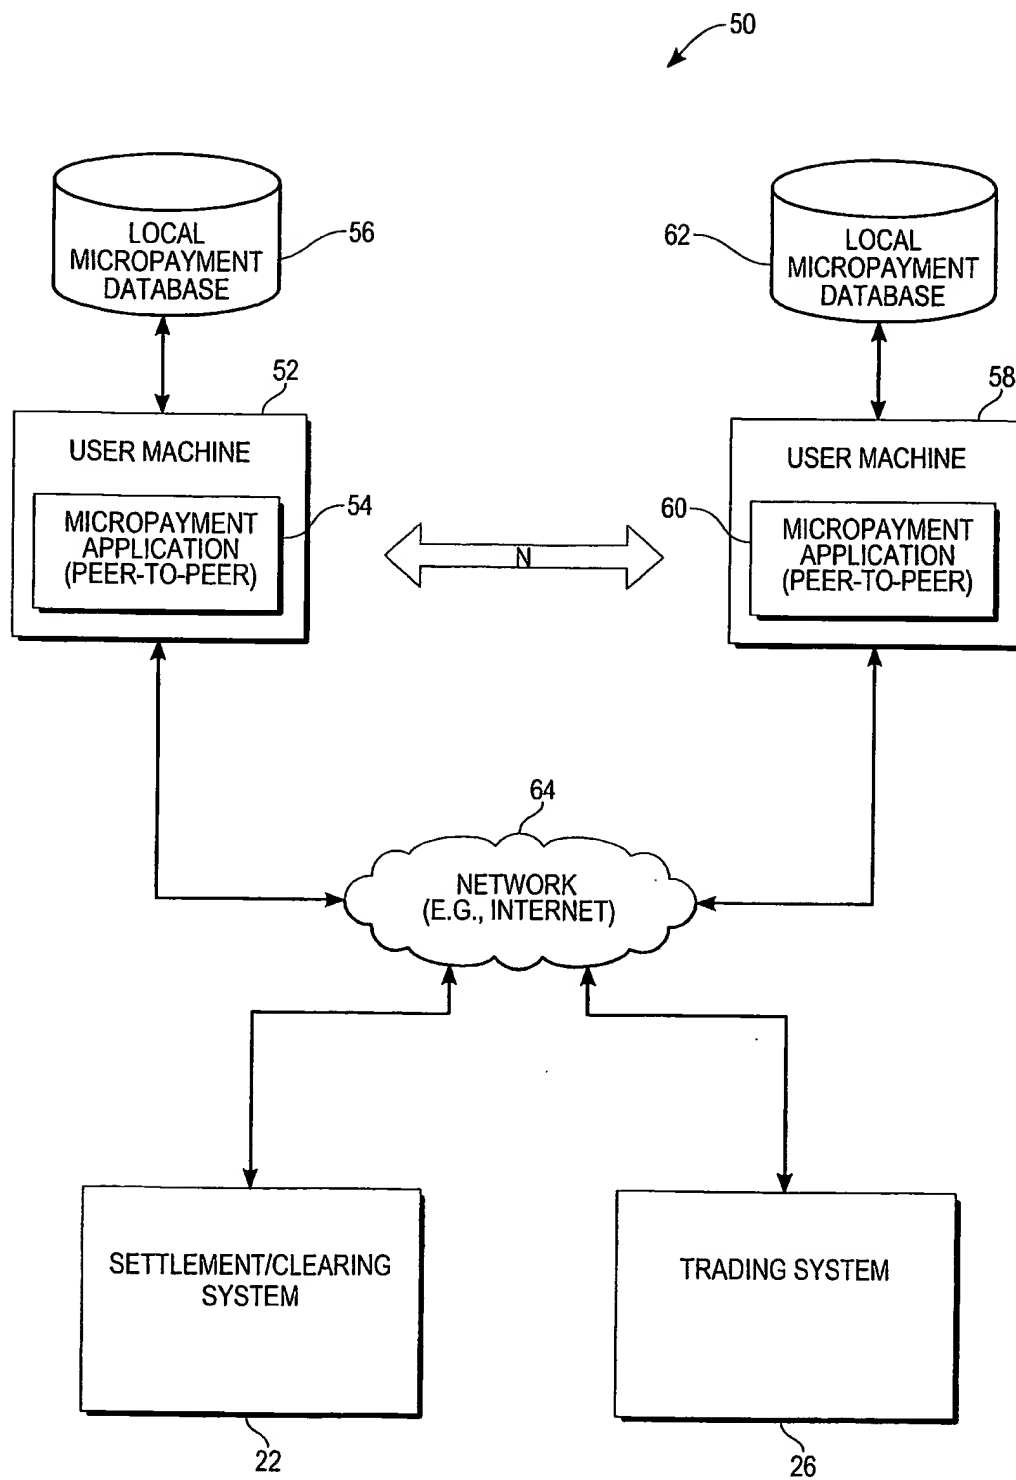 50
LOCAL
MICROPAYMENT
DATABASE
56
62
LOCAL
MICROPAYMENT
DATABASE
52
58
USER MACHINE
USER MACHINE
MICROPAYMENT
APPLICATION
(PEER-TO-PEER)
54
N
60
MICROPAYMENT
APPLICATION
(PEER-TO-PEER)
64
NETWORK
(E.G., INTERNET)
SETTLEMENT/CLEARING
SYSTEM
TRADING SYSTEM
22
26